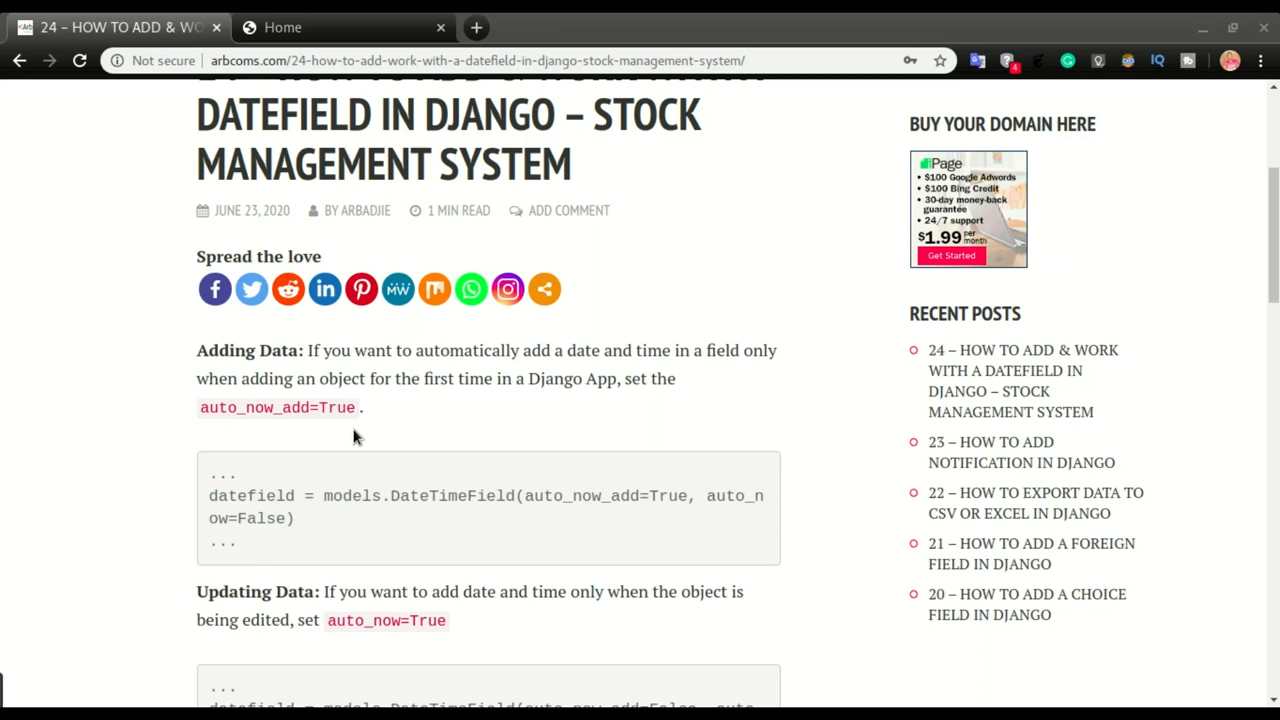 24 – HOW TO ADD & WO
Home
Not secure
arbcoms.com/24-how-to-add-work-with-a-datefield-in-django-stock-management-system/
4
IQ
DATEFIELD IN DJANGO – STOCK
MANAGEMENT SYSTEM
JUNE 23, 2020
BY ARBADJIE
1 MIN READ
ADD COMMENT
Spread the love
MW
Adding Data: If you want to automatically add a date and time in a field only
when adding an object for the first time in a Django App, set the
auto_now_add=True.
...
datefield = models.DateTimeField(auto_now_add=True, auto_n
ow=False)
...
Updating Data: If you want to add date and time only when the object is
being edited, set auto_now=True
...
datefield = models.DateTimeField(auto_now_add=False, auto
BUY YOUR DOMAIN HERE
iPage
• $100 Google Adwords
• $100 Bing Credit
• 30-day money-back
guarantee
• 24/7 support
$1.99 per month
Get Started
RECENT POSTS
24 – HOW TO ADD & WORK
WITH A DATEFIELD IN
DJANGO – STOCK
MANAGEMENT SYSTEM
23 – HOW TO ADD
NOTIFICATION IN DJANGO
22 – HOW TO EXPORT DATA TO
CSV OR EXCEL IN DJANGO
21 – HOW TO ADD A FOREIGN
FIELD IN DJANGO
20 – HOW TO ADD A CHOICE
FIELD IN DJANGO